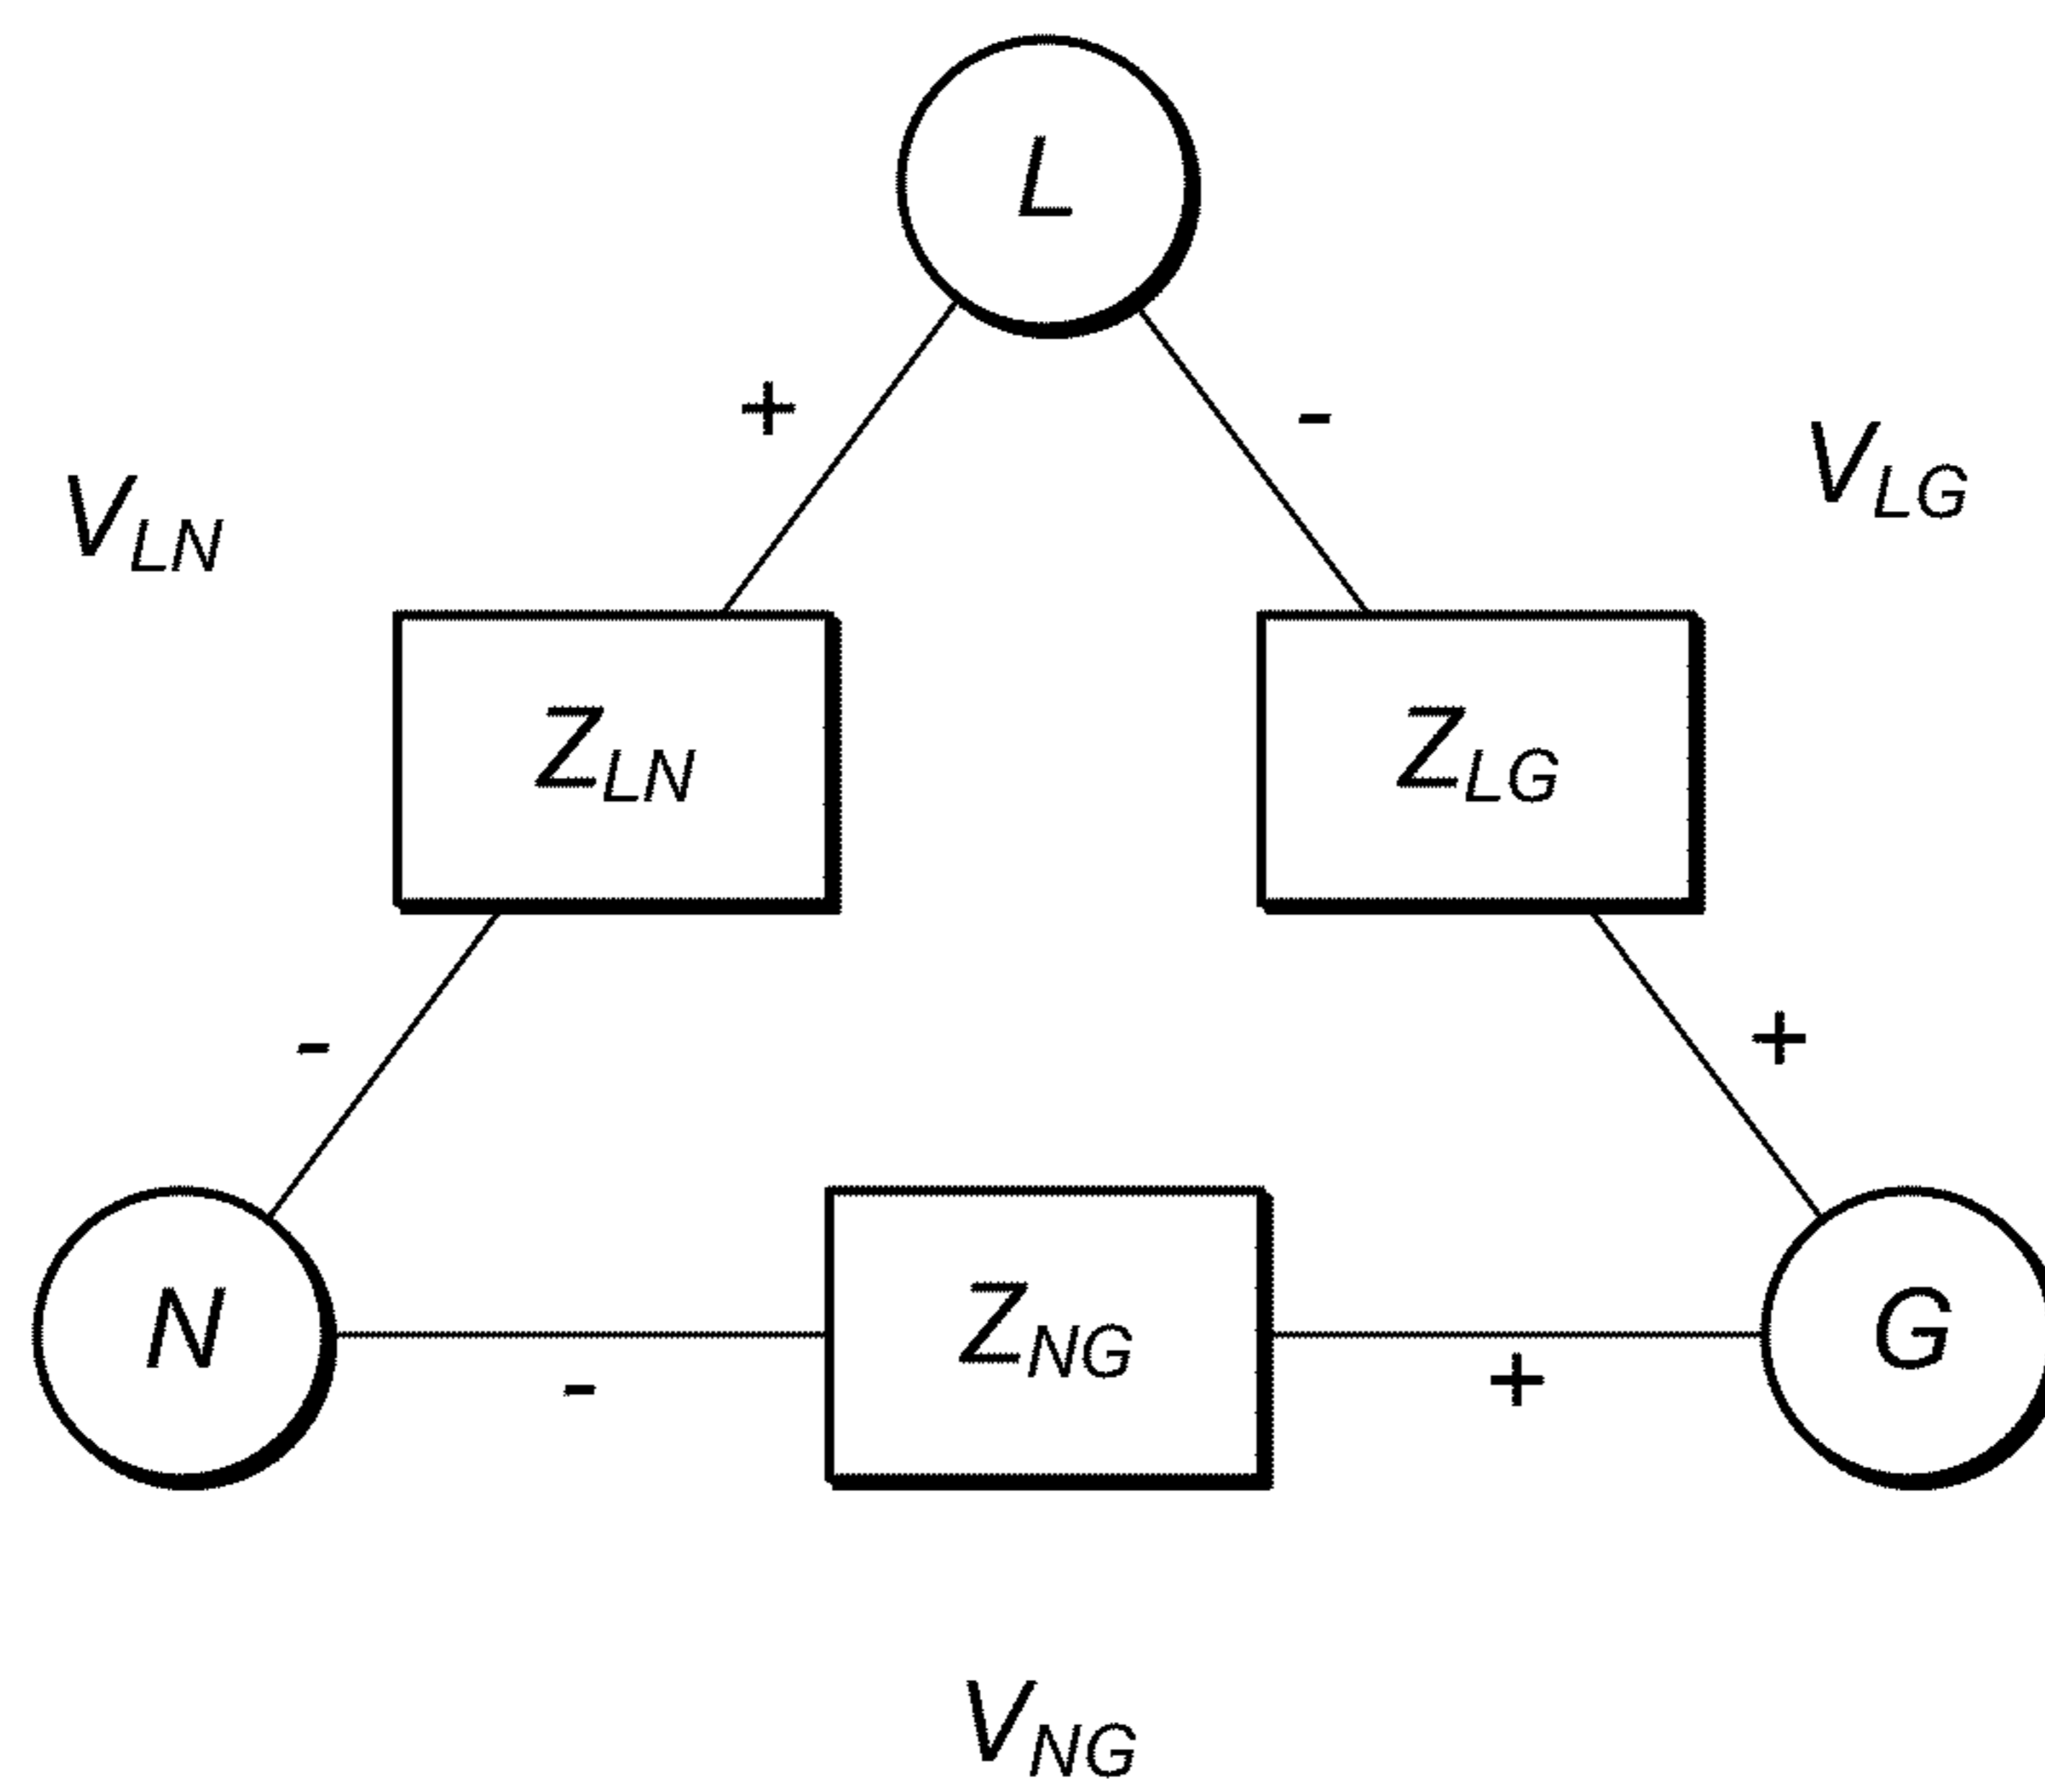 L
+ -
V_LN V_LG
Z_LN Z_LG
- +
N Z_NG G
- +
V_NG